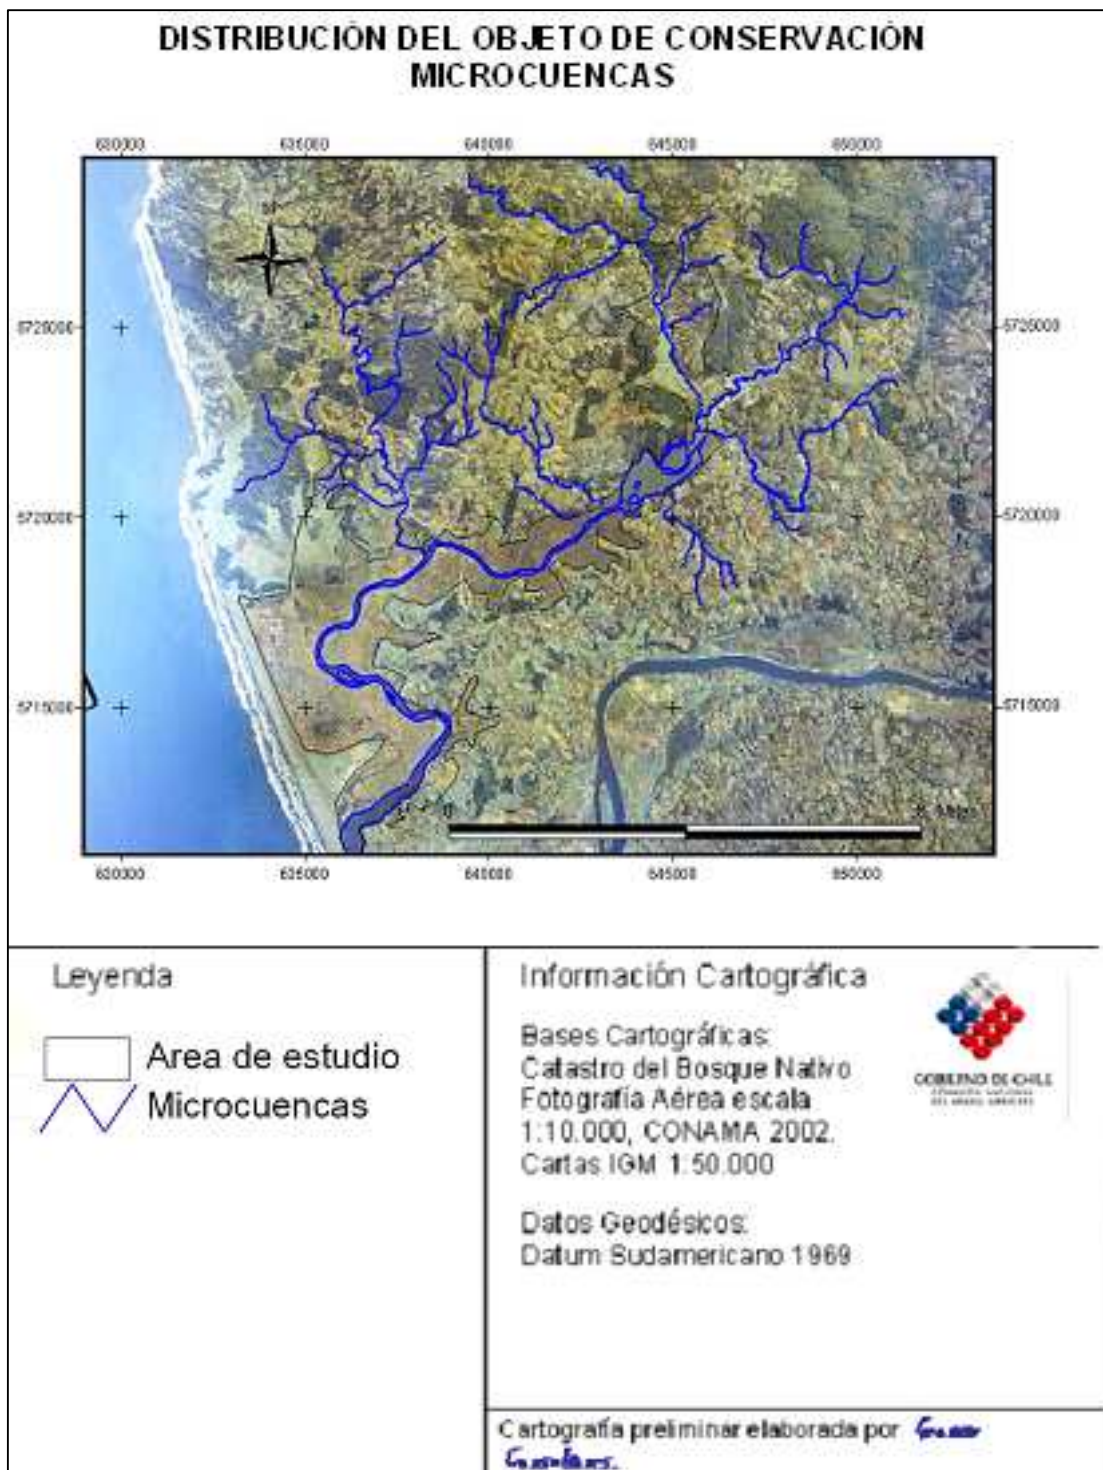 DISTRIBUCIÓN DEL OBJETO DE CONSERVACIÓN
MICROCUENCAS
630000 635000 640000 645000 650000
5725000 5725000
5720000 5720000
5715000 5715000
0
630000 635000 640000 645000 650000
Leyenda
Area de estudio
Microcuencas
Información Cartográfica
Bases Cartográficas:
Catastro del Bosque Nativo
Fotografía Aérea escala
1:10.000, CONAMA 2002.
Cartas IGM 1:50.000
Datos Geodésicos:
Datum Sudamericano 1969
GOBIERNO DE CHILE
Cartografía preliminar elaborada por